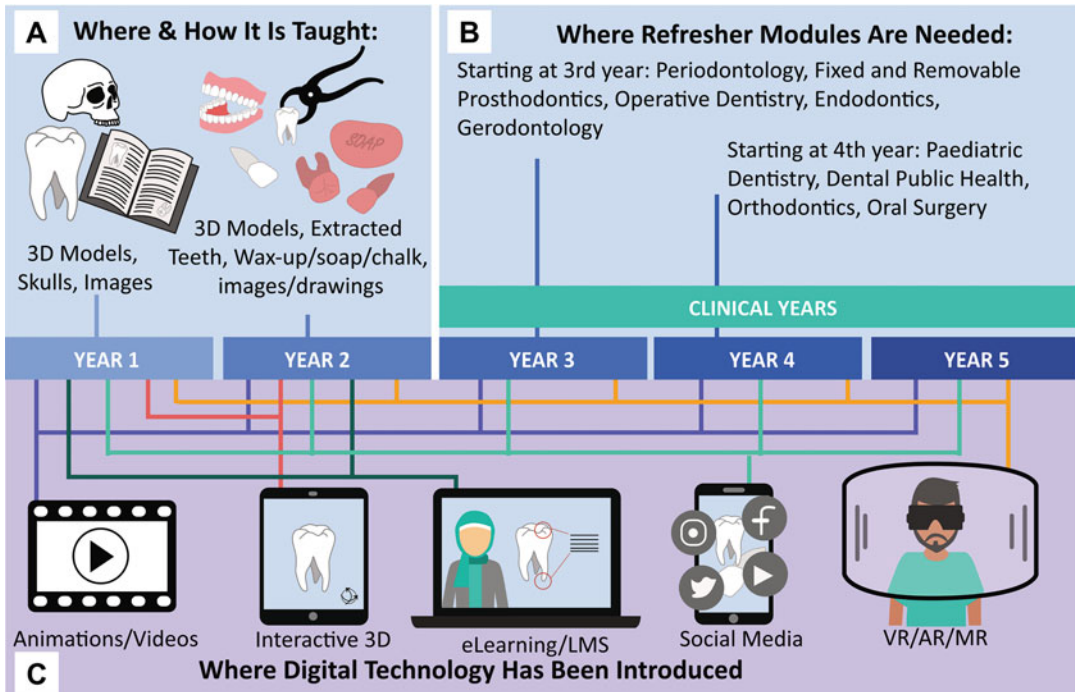 A
Where & How It Is Taught:
SOAP
3D Models,
Skulls, Images
3D Models, Extracted
Teeth, Wax-up/soap/chalk,
images/drawings
B
Where Refresher Modules Are Needed:
Starting at 3rd year: Periodontology, Fixed and Removable
Prosthodontics, Operative Dentistry, Endodontics,
Gerodontology
Starting at 4th year: Paediatric
Dentistry, Dental Public Health,
Orthodontics, Oral Surgery
CLINICAL YEARS
YEAR 1
YEAR 2
YEAR 3
YEAR 4
YEAR 5
Animations/Videos
Interactive 3D
eLearning/LMS
Social Media
VR/AR/MR
C
Where Digital Technology Has Been Introduced